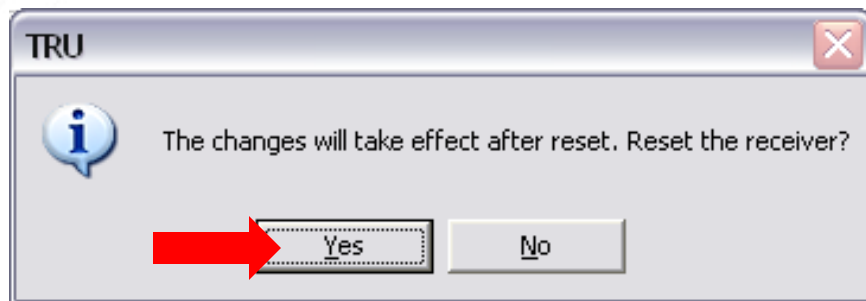 TRU
The changes will take effect after reset. Reset the receiver?
Yes No